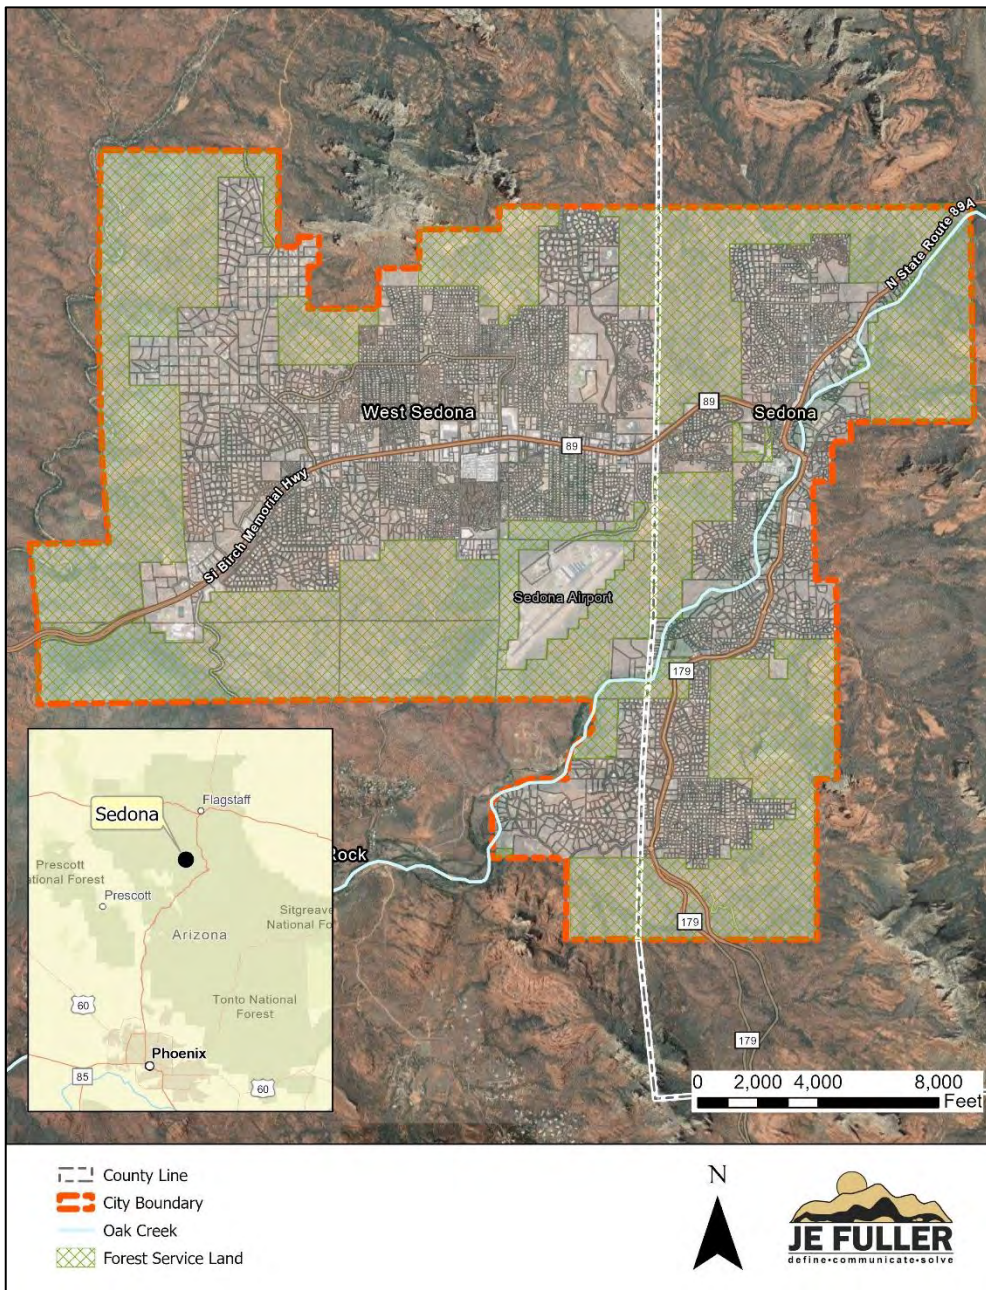 N State Route 89A
West Sedona
89
Sedona
89
Si Birch Memorial Hwy
Sedona Airport
179
Rock
179
179
Sedona
Flagstaff
Prescott
National Forest
Prescott
Arizona
Sitgreave
National Fo
Tonto National
Forest
60
Phoenix
85
60
0 2,000 4,000 8,000
Feet
County Line
City Boundary
Oak Creek
Forest Service Land
N
JE FULLER
define•communicate•solve